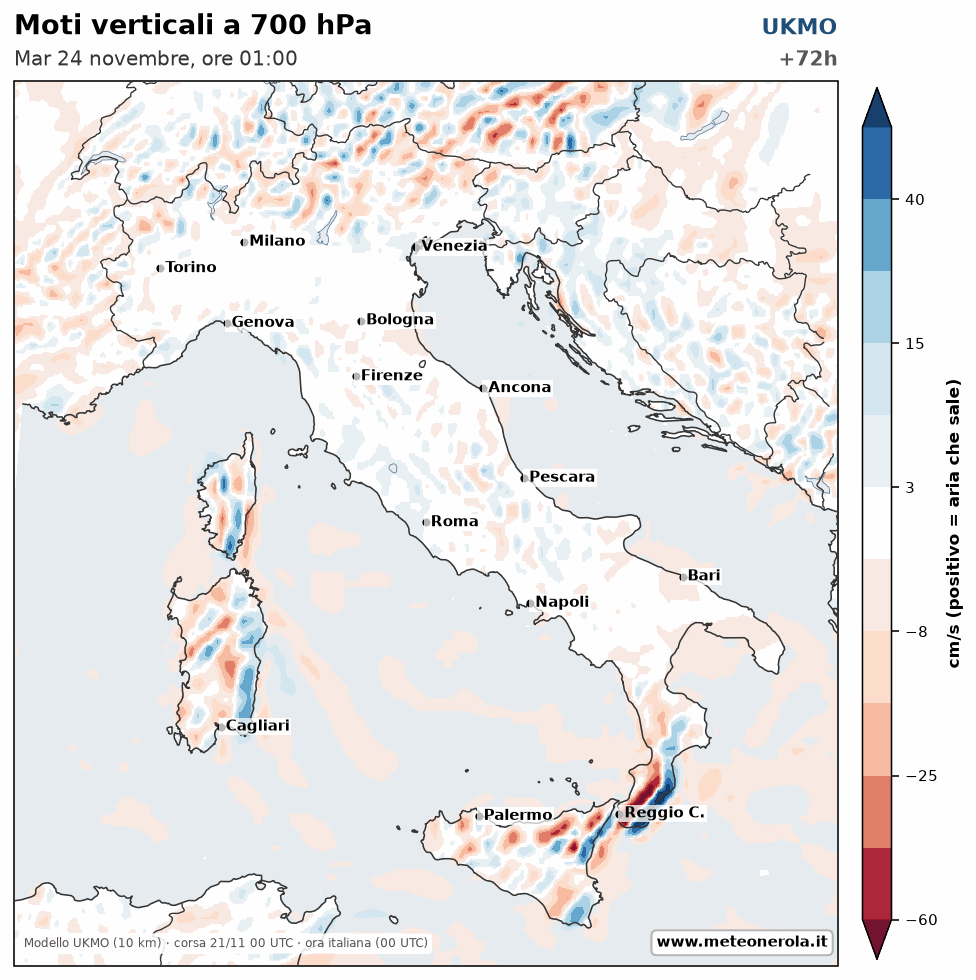 Moti verticali a 700 hPa
UKMO
Mar 24 novembre, ore 01:00
+72h
Milano
Venezia
Torino
Genova
Bologna
Firenze
Ancona
Pescara
Roma
Bari
Napoli
Cagliari
Palermo
Reggio C.
40
15
3
−8
−25
−60
cm/s (positivo = aria che sale)
Modello UKMO (10 km) · corsa 21/11 00 UTC · ora italiana (00 UTC)
www.meteonerola.it